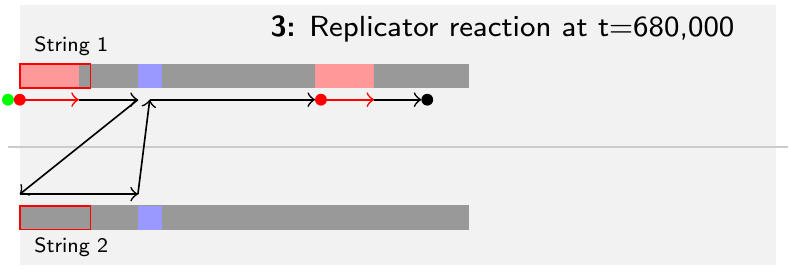 3: Replicator reaction at t=680,000
String 1
String 2